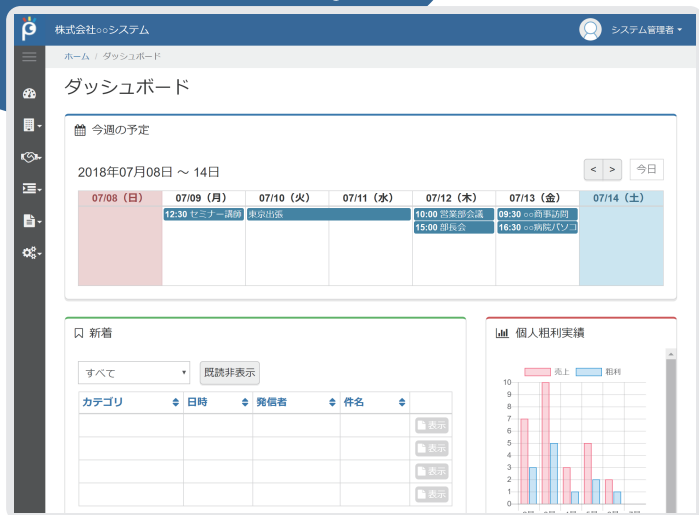 株式会社○○システム
システム管理者
ホーム / ダッシュボード
ダッシュボード
今週の予定
2018年07月08日 ～ 14日
< > 今日
07/08 (日) 07/09 (月) 07/10 (火) 07/11 (水) 07/12 (木) 07/13 (金) 07/14 (土)
12:30 セミナー講師 東京出張 10:00 営業部会議 09:30 ○○商事訪問
15:00 部長会 16:30 ○○病院パソコ
新着
すべて 既読非表示
カテゴリ 日時 発信者 件名
表示
表示
表示
表示
個人粗利実績
売上 粗利
10
9
8
7
6
5
4
3
2
1
0